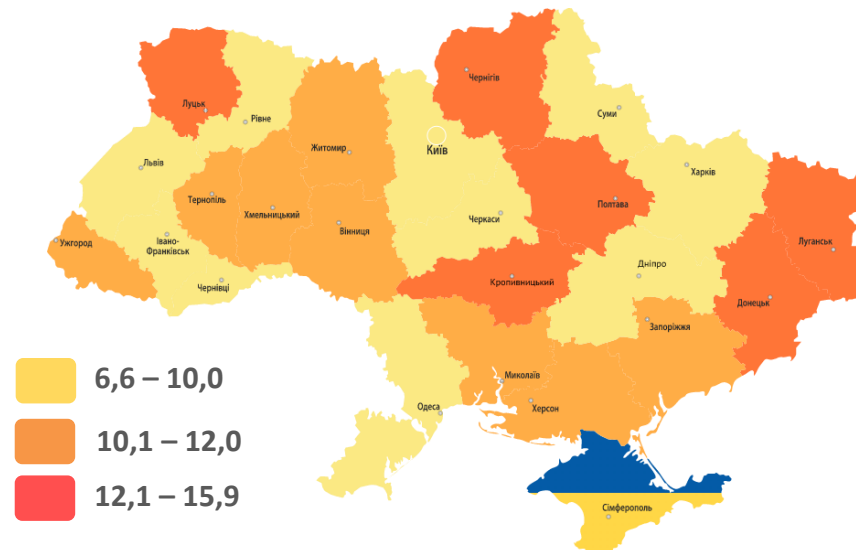 Чернігів
Луцьк
Рівне
Суми
Житомир
Київ
Львів
Харків
Тернопіль
Хмельницький
Полтава
Черкаси
Вінниця
Ужгород
Івано-
Франківськ
Луганськ
Дніпро
Чернівці
Кропивницький
Донецьк
Запоріжжя
6,6 – 10,0
Миколаїв
Херсон
Одеса
10,1 – 12,0
12,1 – 15,9
Сімферополь